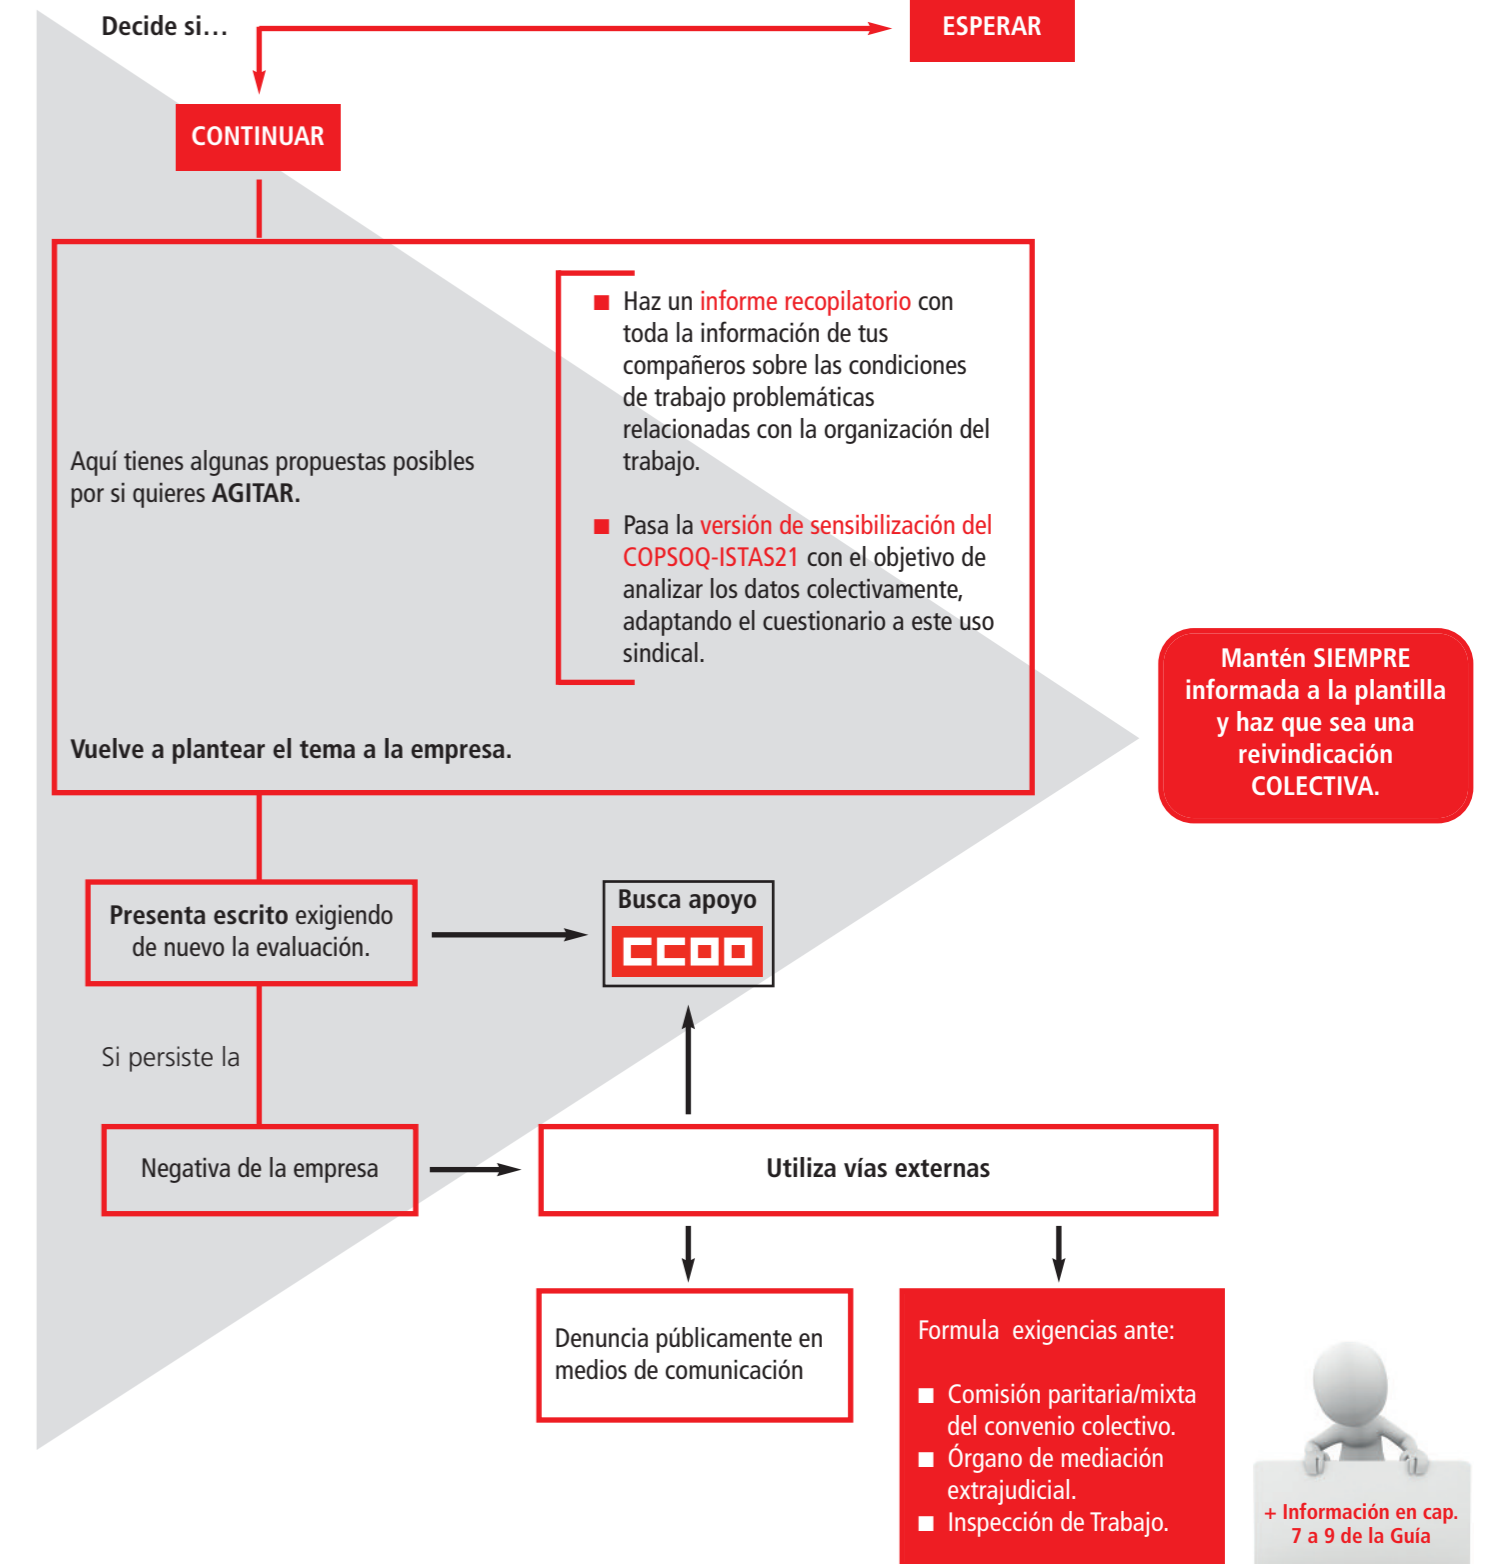 Decide si…
ESPERAR
CONTINUAR
Aquí tienes algunas propuestas posibles
por si quieres AGITAR.
■ Haz un informe recopilatorio con
toda la información de tus
compañeros sobre las condiciones
de trabajo problemáticas
relacionadas con la organización del
trabajo.
■ Pasa la versión de sensibilización del
COPSOQ-ISTAS21 con el objetivo de
analizar los datos colectivamente,
adaptando el cuestionario a este uso
sindical.
Vuelve a plantear el tema a la empresa.
Mantén SIEMPRE
informada a la plantilla
y haz que sea una
reivindicación
COLECTIVA.
Presenta escrito exigiendo
de nuevo la evaluación.
Busca apoyo
CCOO
Si persiste la
Negativa de la empresa
Utiliza vías externas
Denuncia públicamente en
medios de comunicación
Formula exigencias ante:
■ Comisión paritaria/mixta
del convenio colectivo.
■ Órgano de mediación
extrajudicial.
■ Inspección de Trabajo.
+ Información en cap.
7 a 9 de la Guía